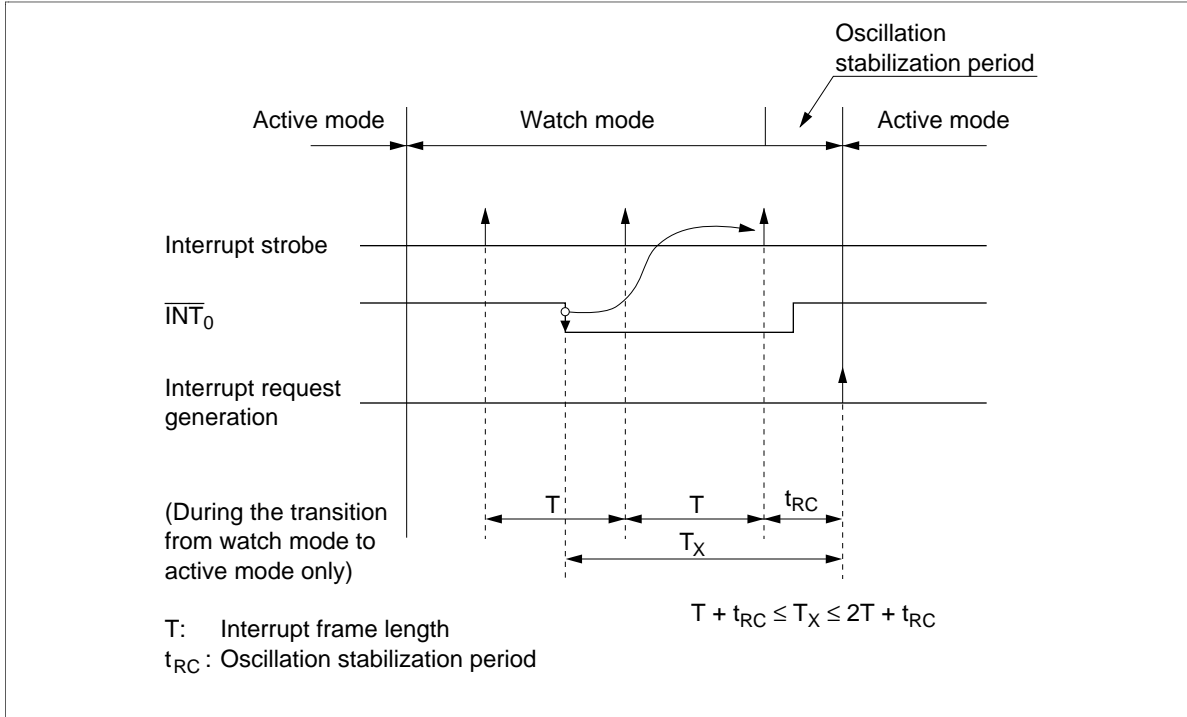 Oscillation
stabilization period
Active mode
Watch mode
Active mode
Interrupt strobe
INT0
Interrupt request
generation
(During the transition
from watch mode to
active mode only)
T
T
tRC
TX
T + tRC ≤ TX ≤ 2T + tRC
T: Interrupt frame length
tRC : Oscillation stabilization period